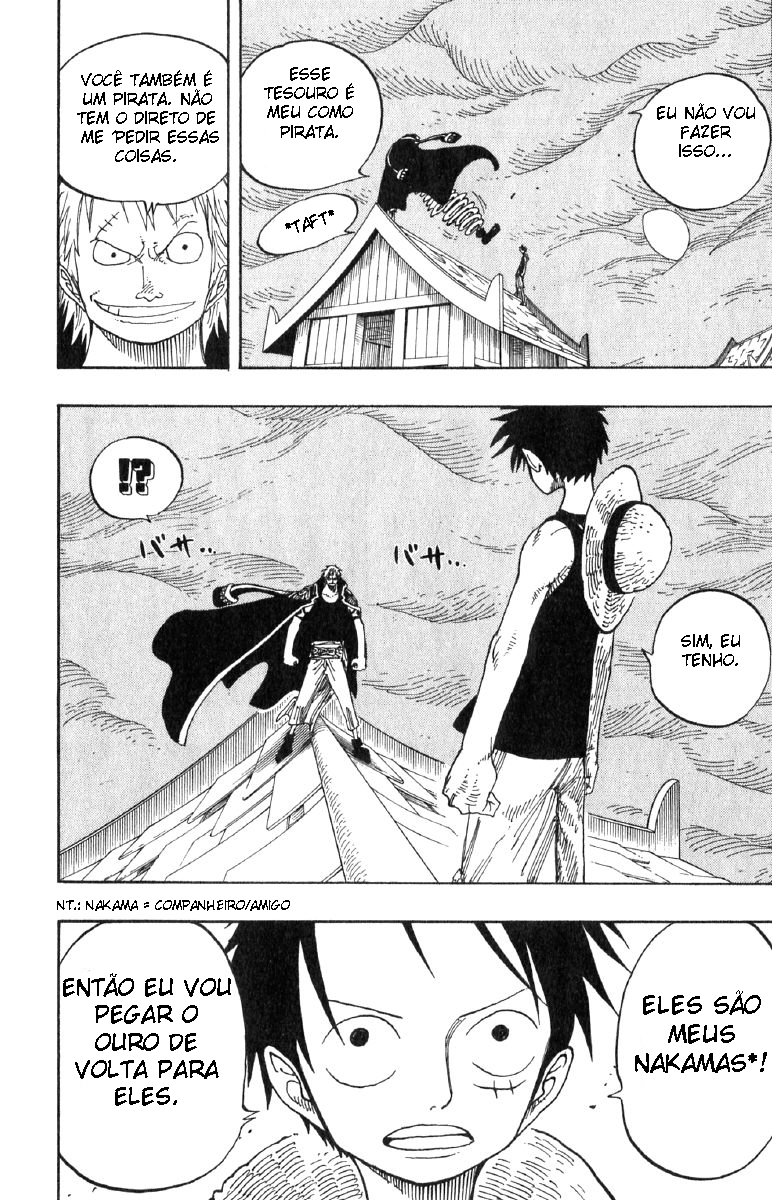 EU NÃO VOU
FAZER
ISSO...
ESSE
TESOURO É
MEU COMO
PIRATA.
*TAFT*
VOCÊ TAMBÉM É
UM PIRATA. NÃO
TEM O DIRETO DE
ME PEDIR ESSAS
COISAS.
!?
バサ..
バサ...
SIM, EU
TENHO.
NT.: NAKAMA = COMPANHEIRO/AMIGO
ELES SÃO
MEUS
NAKAMAS*!
ENTÃO EU VOU
PEGAR O
OURO DE
VOLTA PARA
ELES.